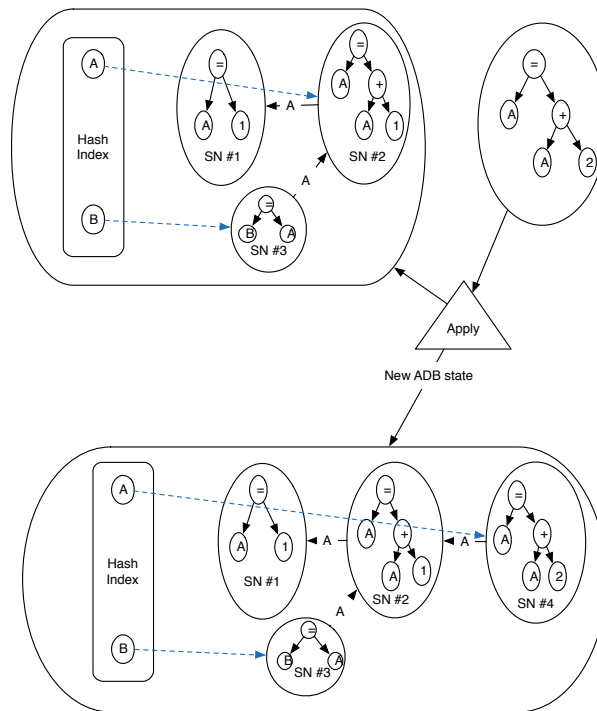 =
A
+
A
1
SN #2
=
A
1
SN #1
A
A
Hash
Index
B
=
B
A
SN #3
A
=
A
+
A
2
Apply
New ADB state
A
Hash
Index
B
=
A
1
SN #1
A
=
A
+
A
1
SN #2
A
=
A
+
A
2
SN #4
A
=
B
A
SN #3